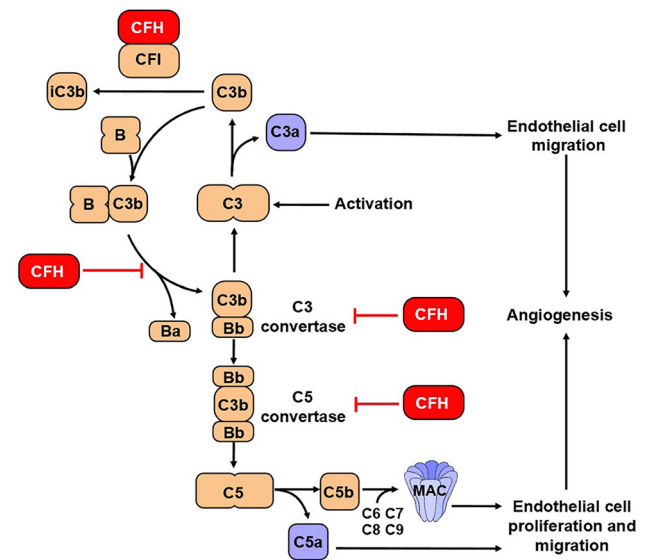 CFH
CFI
iC3b
C3b
B
C3a
Endothelial cell
migration
B
C3b
C3
Activation
CFH
C3b
Bb
Ba
C3
convertase
CFH
Angiogenesis
Bb
C3b
Bb
C5
convertase
CFH
C5
C5b
C6 C7
C8 C9
MAC
C5a
Endothelial cell
proliferation and
migration